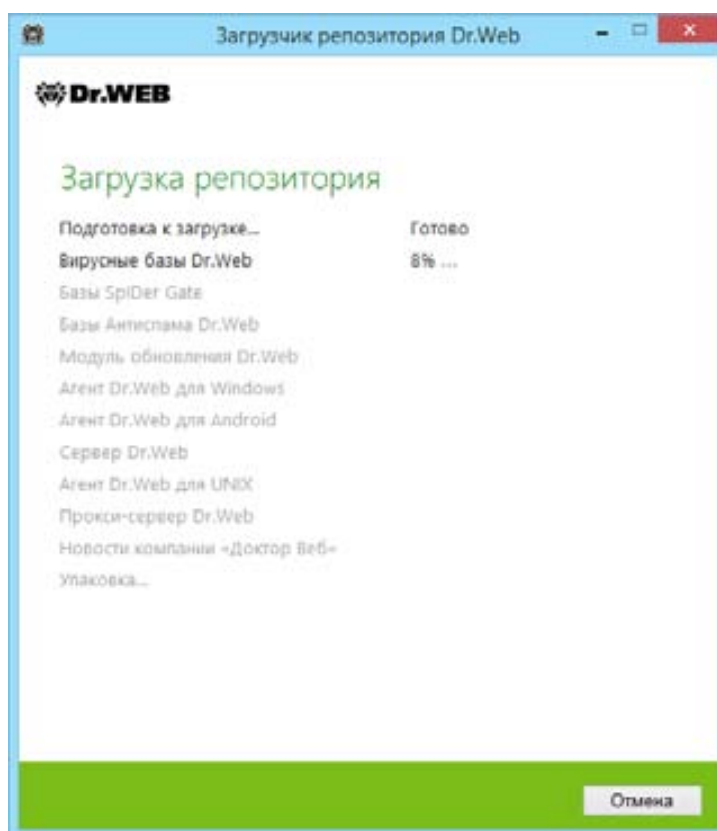 Загрузчик репозитория Dr.Web
Dr.WEB
Загрузка репозитория
Подготовка к загрузке... Готово
Вирусные базы Dr.Web 8% ...
Базы SpIDer Gate
Базы Антиспама Dr.Web
Модуль обновления Dr.Web
Агент Dr.Web для Windows
Агент Dr.Web для Android
Сервер Dr.Web
Агент Dr.Web для UNIX
Прокси-сервер Dr.Web
Новости компании «Доктор Веб»
Упаковка...
Отмена